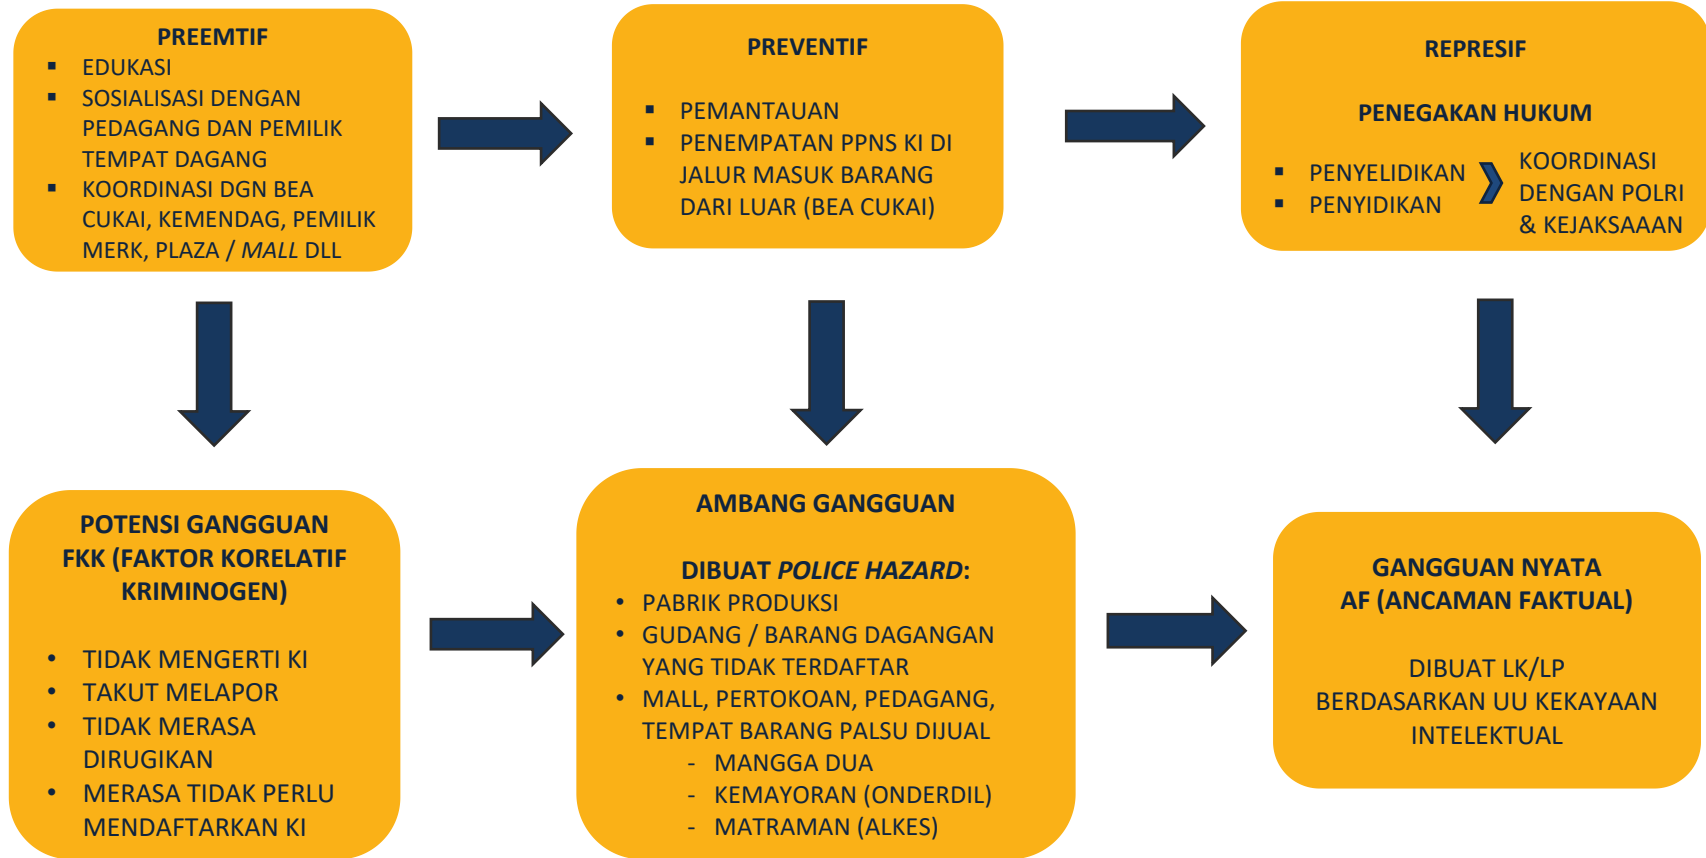 PREEMTIF
▪ EDUKASI
▪ SOSIALISASI DENGAN
PEDAGANG DAN PEMILIK
TEMPAT DAGANG
▪ KOORDINASI DGN BEA
CUKAI, KEMENDAG, PEMILIK
MERK, PLAZA / MALL DLL
PREVENTIF
▪ PEMANTAUAN
▪ PENEMPATAN PPNS KI DI
JALUR MASUK BARANG
DARI LUAR (BEA CUKAI)
REPRESIF
PENEGAKAN HUKUM
▪ PENYELIDIKAN
▪ PENYIDIKAN
KOORDINASI
DENGAN POLRI
& KEJAKSAAAN
POTENSI GANGGUAN
FKK (FAKTOR KORELATIF
KRIMINOGEN)
• TIDAK MENGERTI KI
• TAKUT MELAPOR
• TIDAK MERASA
DIRUGIKAN
• MERASA TIDAK PERLU
MENDAFTARKAN KI
AMBANG GANGGUAN
DIBUAT POLICE HAZARD:
• PABRIK PRODUKSI
• GUDANG / BARANG DAGANGAN
YANG TIDAK TERDAFTAR
• MALL, PERTOKOAN, PEDAGANG,
TEMPAT BARANG PALSU DIJUAL
- MANGGA DUA
- KEMAYORAN (ONDERDIL)
- MATRAMAN (ALKES)
GANGGUAN NYATA
AF (ANCAMAN FAKTUAL)
DIBUAT LK/LP
BERDASARKAN UU KEKAYAAN
INTELEKTUAL